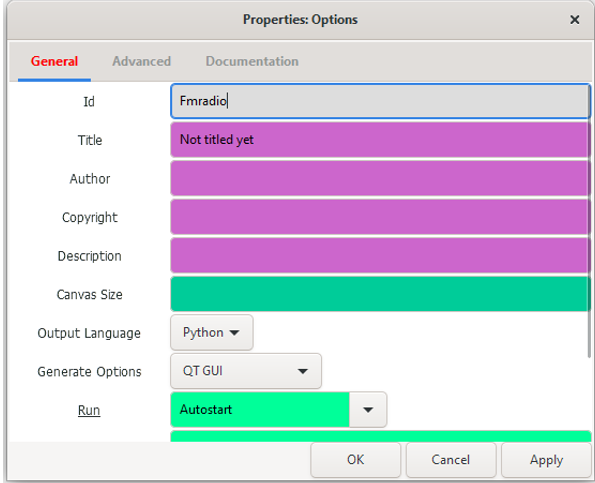 Properties: Options
General Advanced Documentation
Id Fmradio
Title Not titled yet
Author
Copyright
Description
Canvas Size
Output Language Python
Generate Options QT GUI
Run Autostart
OK Cancel Apply